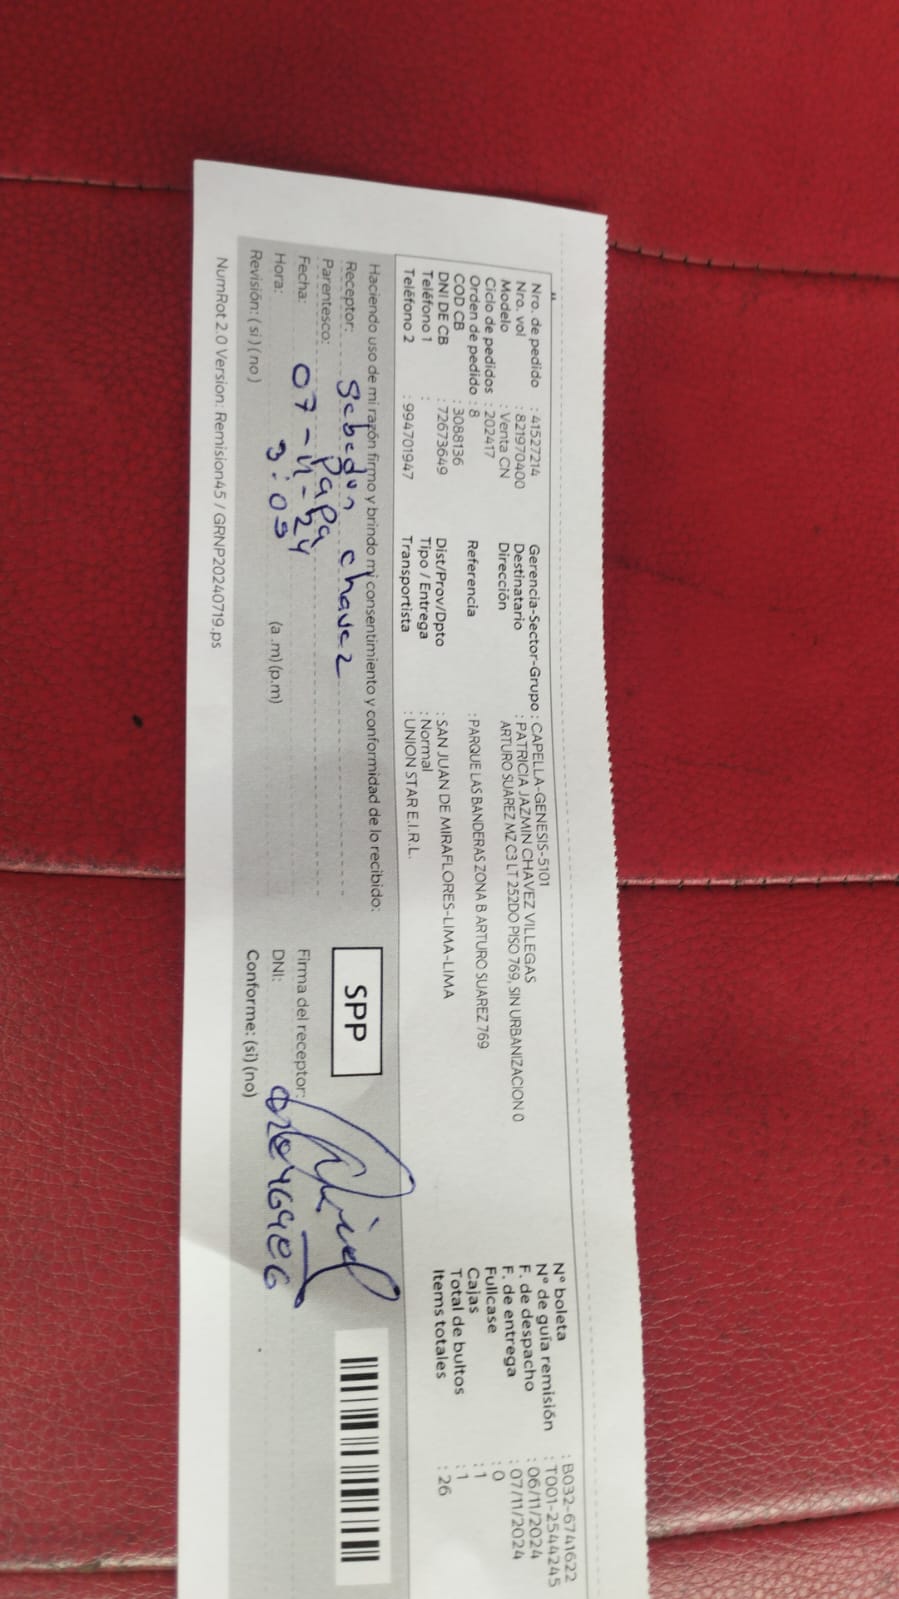 Nro. de pedido : 41527214
Nro. vol : 821970400
Modelo : Venta CN
Ciclo de pedidos : 202417
Orden de pedido : 8
COD CB : 3088136
DNI DE CB : 72673649
Teléfono 1 :
Teléfono 2 : 994701947
Gerencia-Sector-Grupo : CAPELLA-GENESIS-5101
Destinatario : PATRICIA JAZMIN CHAVEZ VILLEGAS
Dirección ARTURO SUAREZ MZ C3 LT 252DO PISO 769, SIN URBANIZACION 0
Referencia : PARQUE LAS BANDERAS ZONA B ARTURO SUAREZ 769
Dist/Prov/Dpto : SAN JUAN DE MIRAFLORES-LIMA-LIMA
Tipo / Entrega : Normal
Transportista : UNION STAR E.I.R.L.
N° boleta : B032-6741622
N° de guía remisión : T001-2544245
F. de despacho : 06/11/2024
F. de entrega : 07/11/2024
Fullcase : 0
Cajas : 1
Total de bultos : 1
Items totales : 26
Haciendo uso de mi razón firmo y brindo mi consentimiento y conformidad de lo recibido:
Receptor: chavez
Parentesco: papa
Fecha: 07-11-24
Hora: 3:09 (a .m) (p.m)
Revisión: ( si ) ( no )
SPP
Firma del receptor:
DNI:
Conforme: (si) (no)
NumRot 2.0 Version: Remision45 / GRNP20240719.ps